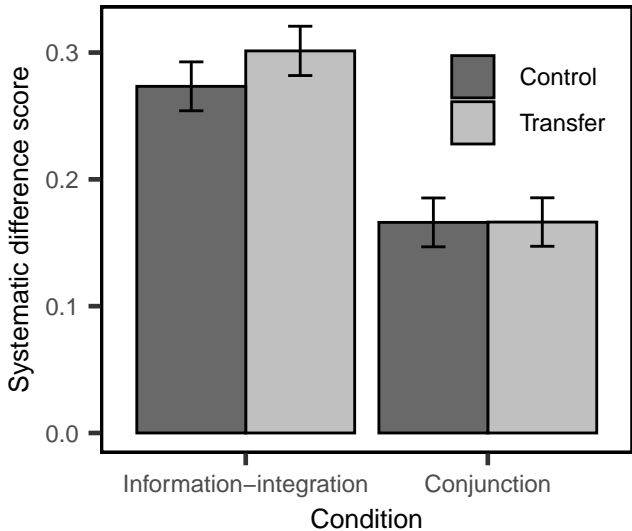 Systematic difference score
0.3
0.2
0.1
0.0
Control
Transfer
Information−integration
Conjunction
Condition